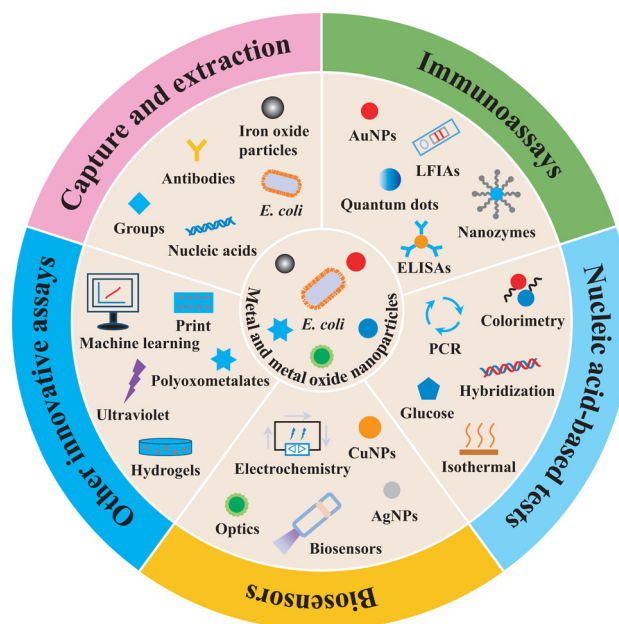 Capture and extraction
Iron oxide
particles
Antibodies
E. coli
Groups
Nucleic acids
Immunoassays
AuNPs
LFIAs
Quantum dots
Nanozymes
ELISAs
Nucleic acid-based tests
Colorimetry
PCR
Hybridization
Glucose
Isothermal
Biosensors
Electrochemistry
CuNPs
Optics
AgNPs
Biosensors
Other innovative assays
Machine learning
Print
Polyoxometalates
Ultraviolet
Hydrogels
E. coli
Metal and metal oxide nanoparticles